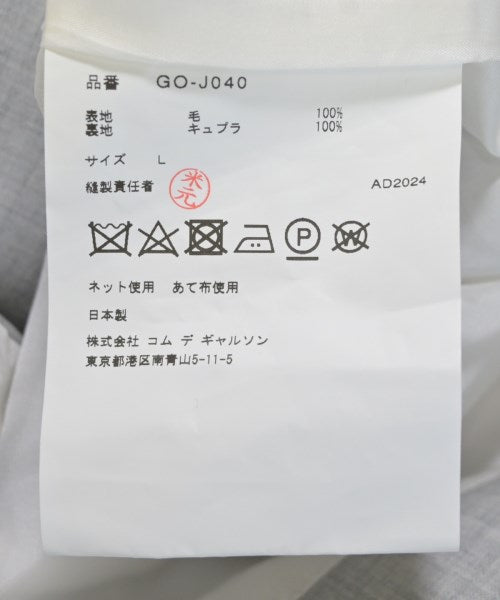 品番 GO-J040
表地 毛 100%
裏地 キュプラ 100%
サイズ L
縫製責任者 米元 AD2024
P W
ネット使用 あて布使用
日本製
株式会社 コム デ ギャルソン
東京都港区南青山5-11-5